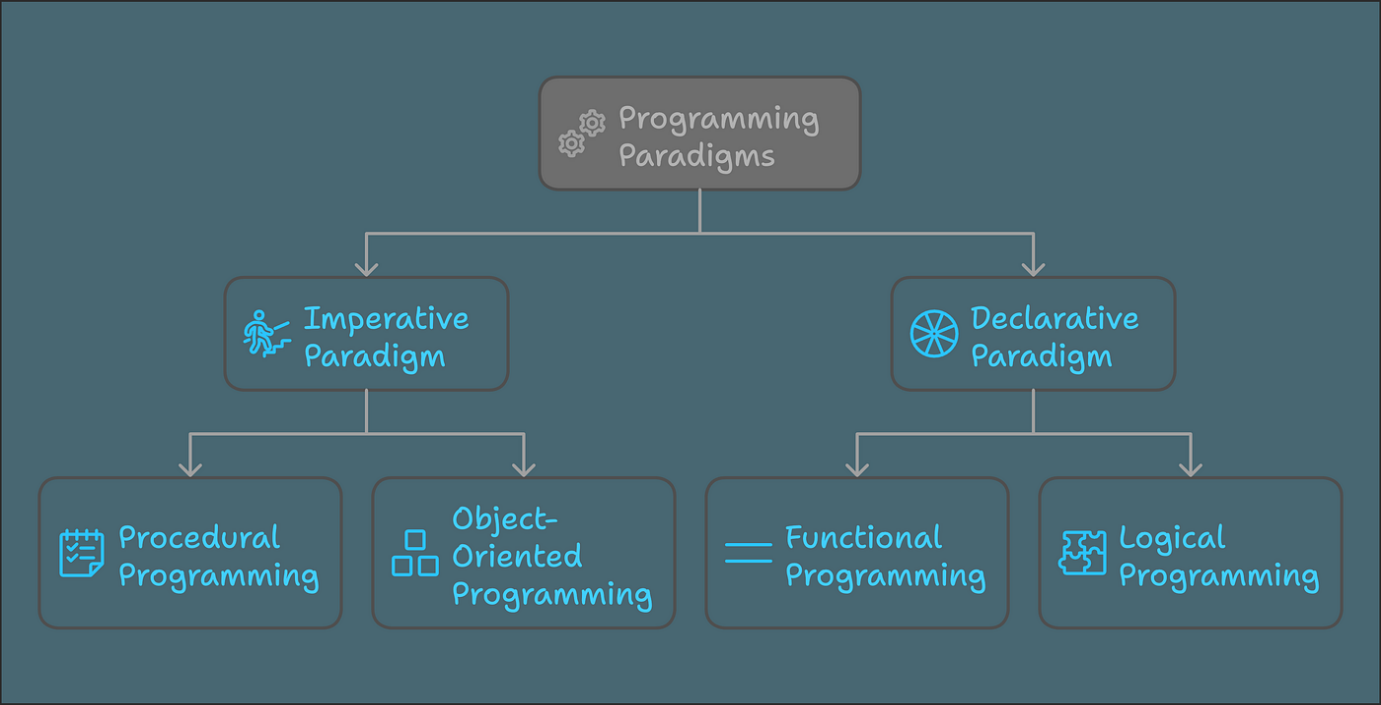 Programming
Paradigms
Imperative
Paradigm
Declarative
Paradigm
Procedural
Programming
Object-
Oriented
Programming
Functional
Programming
Logical
Programming